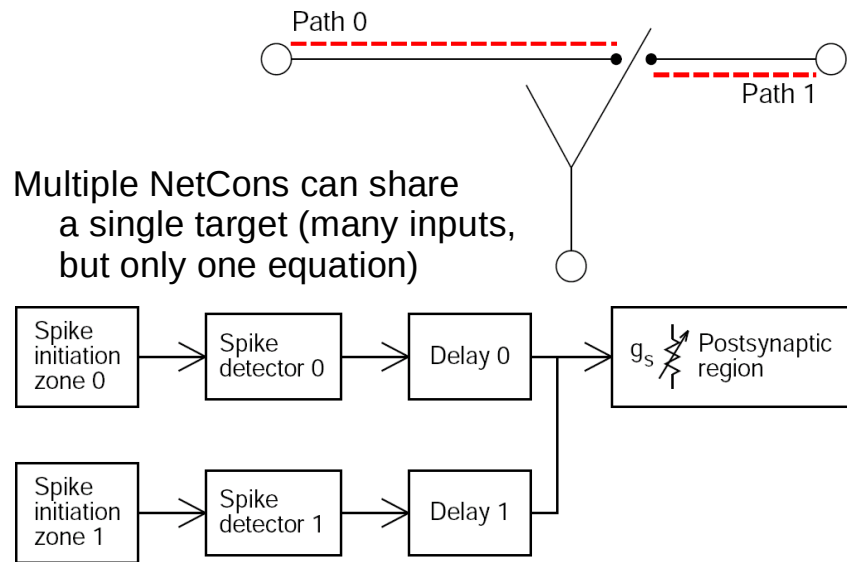 Path 0
Path 1
Multiple NetCons can share
a single target (many inputs,
but only one equation)
Spike
initiation
zone 0
Spike
detector 0
Delay 0
gs
Postsynaptic
region
Spike
initiation
zone 1
Spike
detector 1
Delay 1